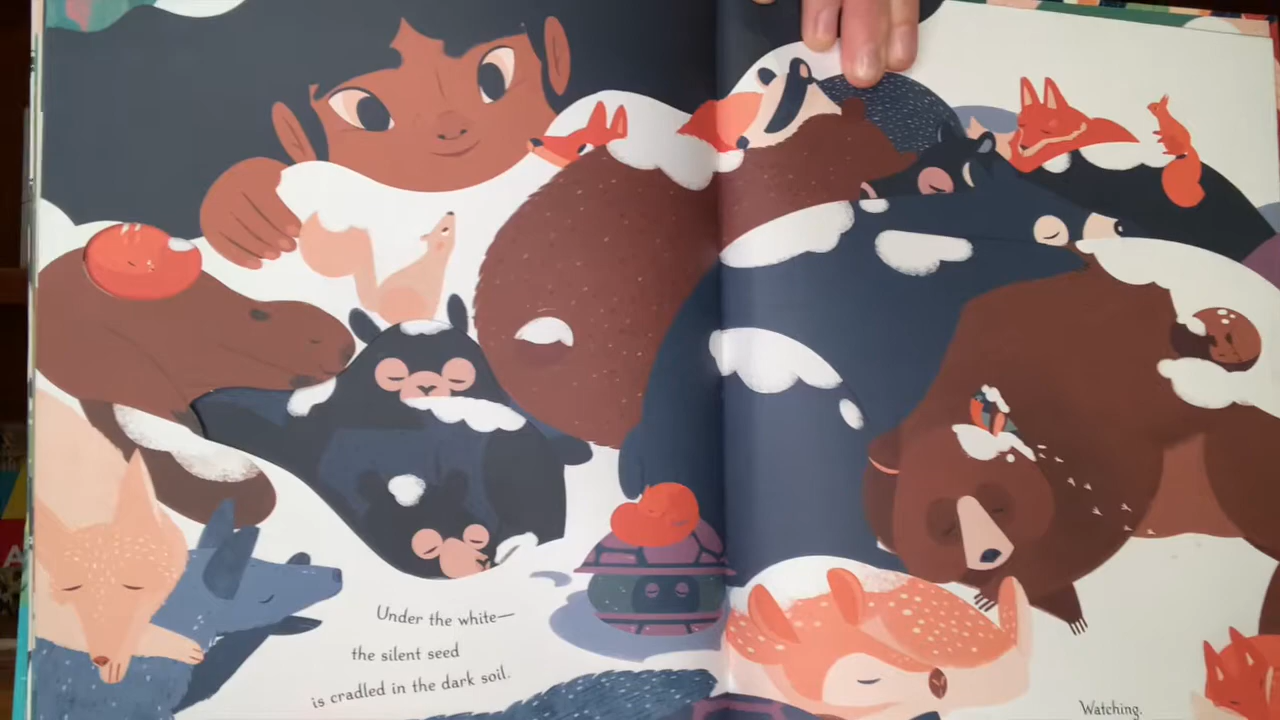 Under the white—
the silent seed
is cradled in the dark soil.
Watching.